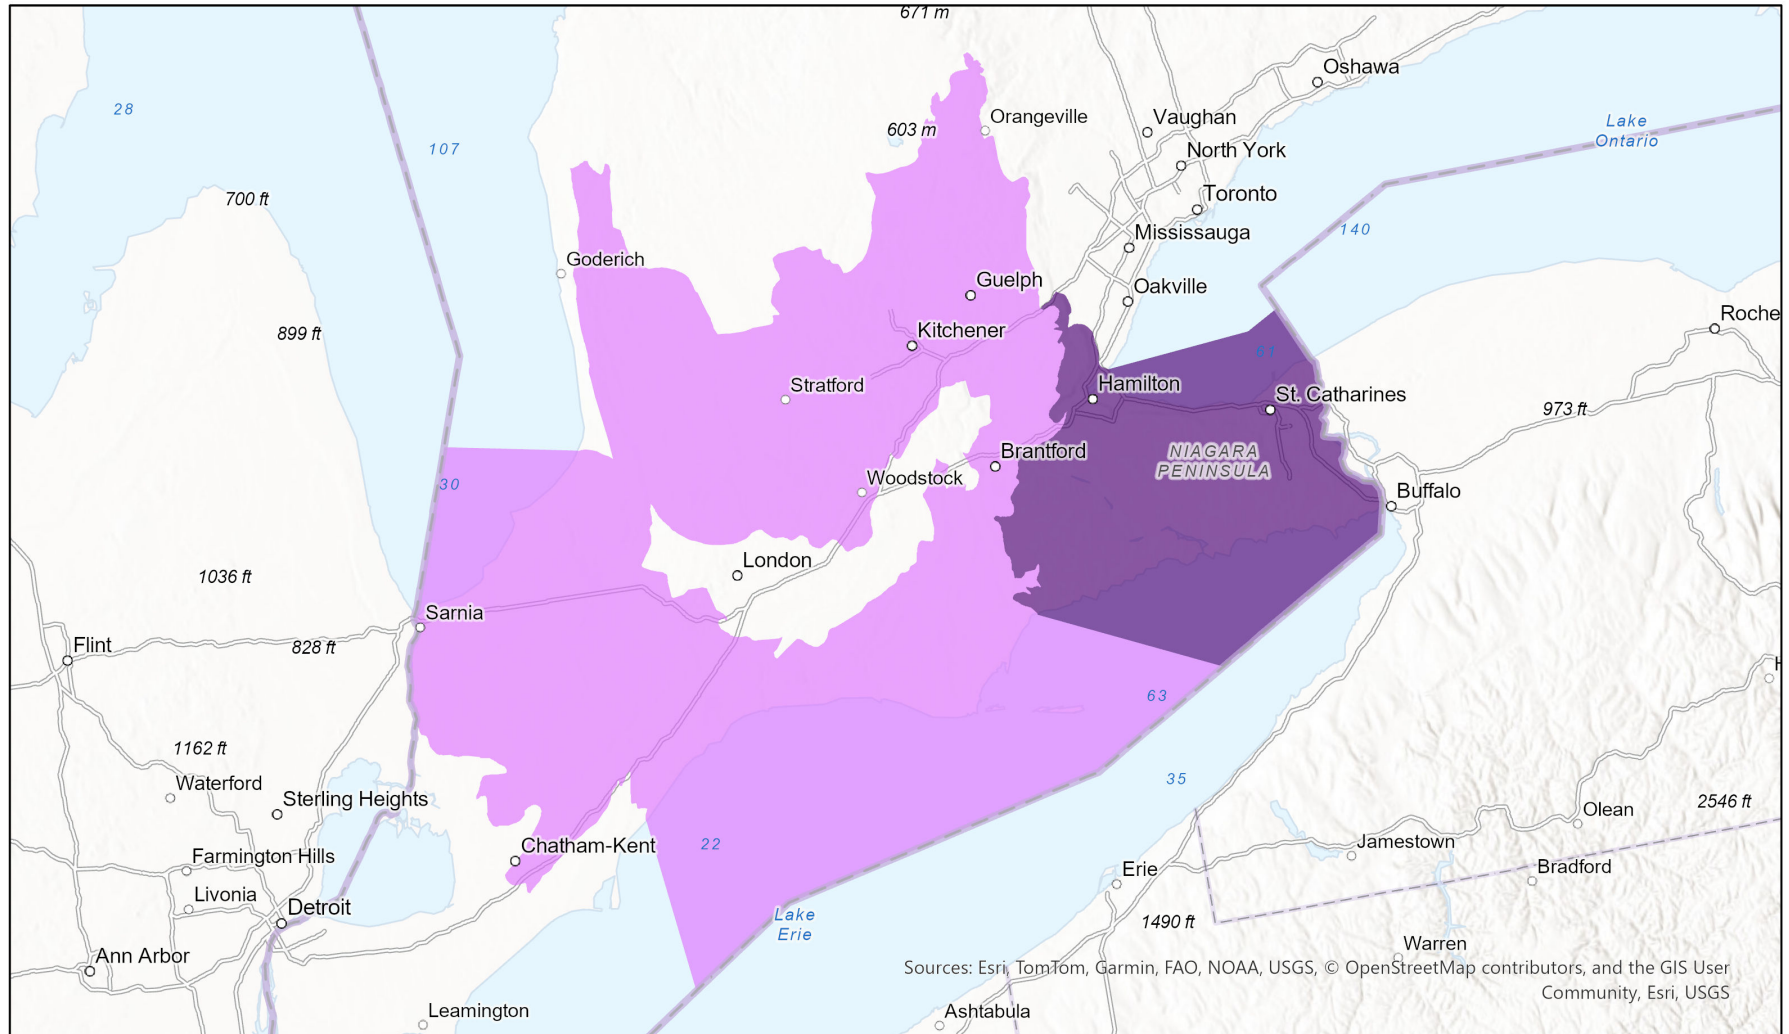 671 m
Oshawa
28
107
603 m
Orangeville
Vaughan
Lake
Ontario
North York
700 ft
Toronto
Mississauga
140
Goderich
Guelph
Oakville
899 ft
Kitchener
Roche
61
Stratford
Hamilton
St. Catharines
973 ft
Brantford
NIAGARA
PENINSULA
30
Woodstock
Buffalo
London
1036 ft
Sarnia
Flint
828 ft
H
63
1162 ft
35
Waterford
Sterling Heights
2546 ft
Olean
Chatham-Kent
22
Jamestown
Farmington Hills
Erie
Bradford
Livonia
Detroit
Lake
Erie
1490 ft
Warren
Ann Arbor
Sources: Esri, TomTom, Garmin, FAO, NOAA, USGS, © OpenStreetMap contributors, and the GIS User
Community, Esri, USGS
Leamington
Ashtabula